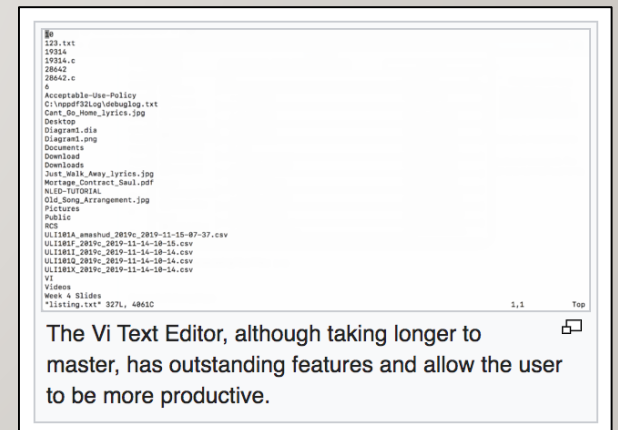 123.txt
19314
19314.c
28642
28642.c
6
Acceptable-Use-Policy
C:\nppdf32Log\debuglog.txt
Cant_Go_Home_lyrics.jpg
Desktop
Diagram1.dia
Diagram1.png
Documents
Download
Downloads
Just_Walk_Away_lyrics.jpg
Mortage_Contract_Saul.pdf
NLED-TUTORIAL
Old_Song_Arrangement.jpg
Pictures
Public
RCS
ULI101A_amashud_2019c_2019-11-15-07-37.csv
ULI101F_2019c_2019-11-14-10-15.csv
ULI101I_2019c_2019-11-14-10-14.csv
ULI101Q_2019c_2019-11-14-10-14.csv
ULI101X_2019c_2019-11-14-10-14.csv
VI
Videos
Week 4 Slides
"listing.txt" 327L, 4061C 1,1 Top
The Vi Text Editor, although taking longer to
master, has outstanding features and allow the user
to be more productive.